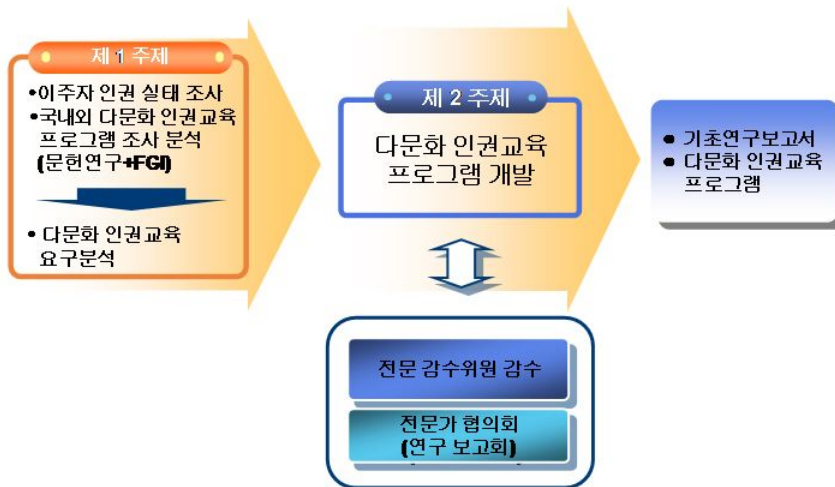 제 1 주제
•이주자 인권 실태 조사
•국내외 다문화 인권교육
프로그램 조사 분석
(문헌연구+FGI)
• 다문화 인권교육
요구분석
제 2 주제
다문화 인권교육
프로그램 개발
● 기초연구보고서
● 다문화 인권교육
프로그램
전문 감수위원 감수
전문가 협의회
(연구 보고회)